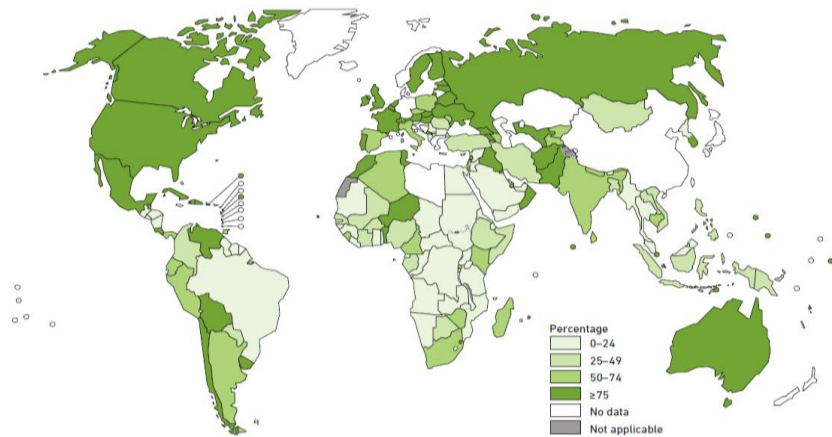 Percentage
0–24
25–49
50–74
≥75
No data
Not applicable